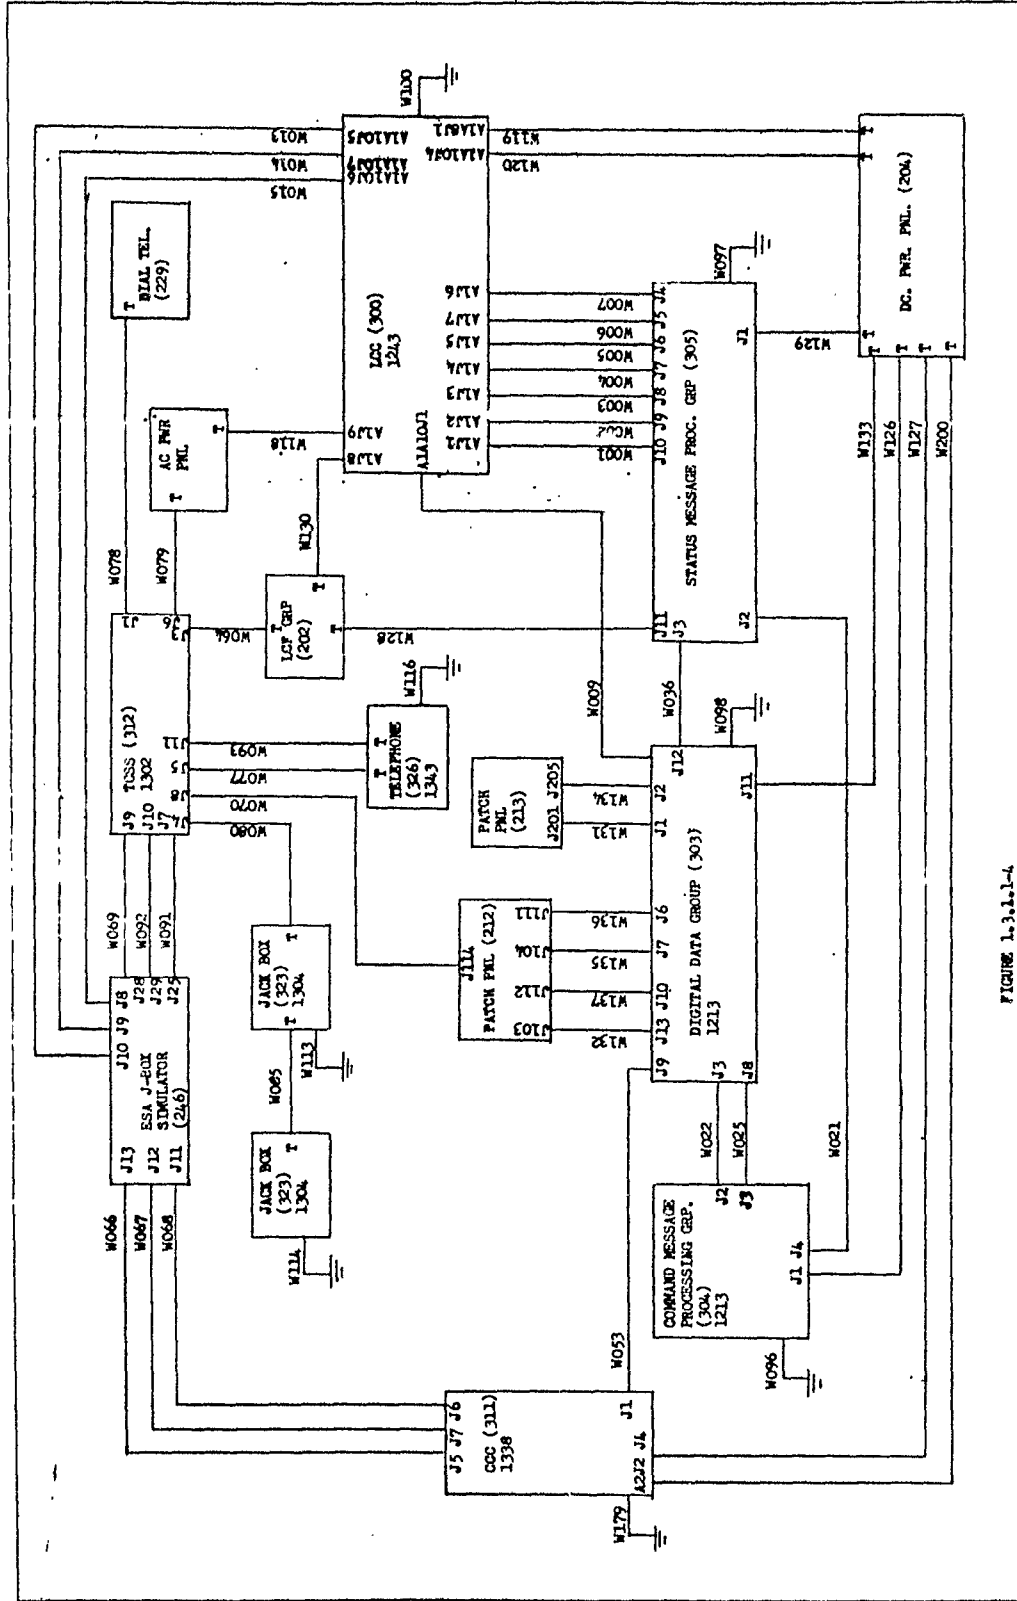 W013
W014
W015
DIAL TEL.
(229)
T
W078
AC PWR
PNL
T
T
W079
W118
W130
W100
A1A10J5
A1A10J7
A1A10J6
A1A8J1
A1A10J4
A1J9
A1J8
LCC (300)
1243
A1A10J1
A1J6
A1J7
A1J5
A1J4
A1J3
A1J2
A1J1
W119
W120
W007
W006
W005
W004
W003
W001
J4
J5
J6
J7
J8
J9
J10
STATUS MESSAGE PROC. GRP (305)
J1
J11
J3
J2
W097
W129
T
T
DC. PWR. PNL. (204)
T
T
T
T
T
W133
W126
W127
W200
J1
J6
J3
TCSS (312)
1302
J11
J5
J8
J4
J9
J10
J7
W064
T
LCF GRP
(202)
T
T
W128
W093
W077
W070
W080
T
T
TELEPHONE
(326)
1343
W116
W009
W036
W098
W069
W092
W091
J8
J9
J10
J28
J29
J25
ESA J-BOX
SIMULATOR
(246)
J13
J12
J11
JACK BOX
(323)
1304
T
T
W113
W085
JACK BOX
(323)
1304
T
W114
J114
PATCH PNL (212)
J111
J104
J112
J103
W136
W135
W137
W132
PATCH
PNL
(213)
J205
J201
W134
W131
J12
J2
J1
J6
J7
J10
J13
J9
DIGITAL DATA GROUP (303)
1213
J11
J3
J8
W022
W025
W021
COMMAND MESSAGE
PROCESSING GRP.
(304)
1213
J2
J3
J1
J4
W096
W066
W067
W068
W053
J6
J7
J5
CCC (311)
1338
J1
J4
A2J2
W179
FIGURE 1.3.1.1-4